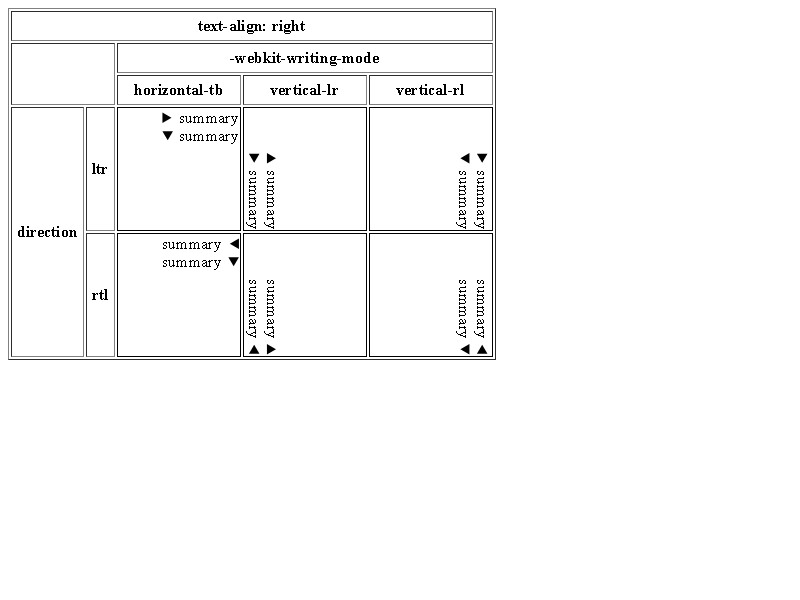 text-align: right
-webkit-writing-mode
horizontal-tb vertical-lr vertical-rl
direction
ltr
► summary
▼ summary
▼ summary
► summary
▼ summary
◄ summary
rtl
summary ◄
summary ▼
summary ▲
summary ►
summary ▲
summary ◄